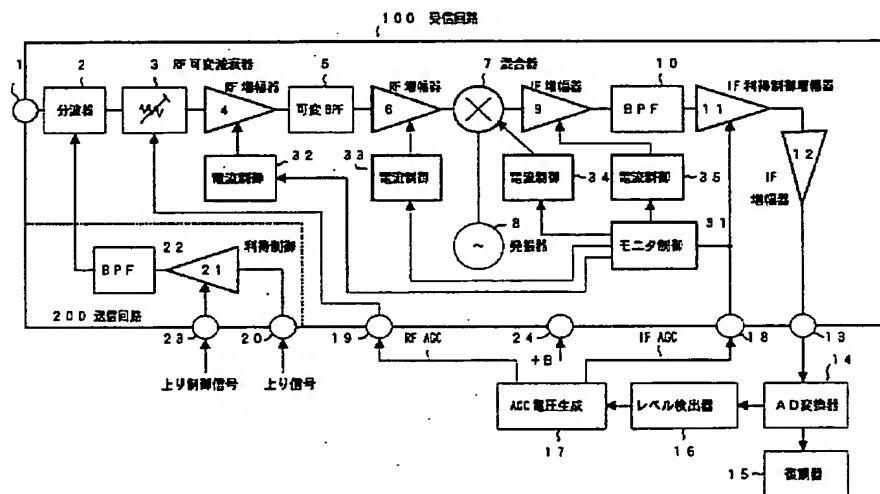 100 受信回路
1
2
分波器
3 RF可変減衰器
RF増幅器
4
5
可変BPF
RF増幅器
6
7 混合器
IF増幅器
9
10
BPF
IF利得制御増幅器
11
12
IF
増幅器
32
電流制御
33
電流制御
電流制御
34
電流制御
35
8
~
発振器
モニタ制御
31
22
BPF
利得制御
21
200 送信回路
23
20
19
24
18
13
RF AGC
+B
IF AGC
上り制御信号
上り信号
AGC電圧生成
17
レベル検出器
16
14
AD変換器
15
復調器